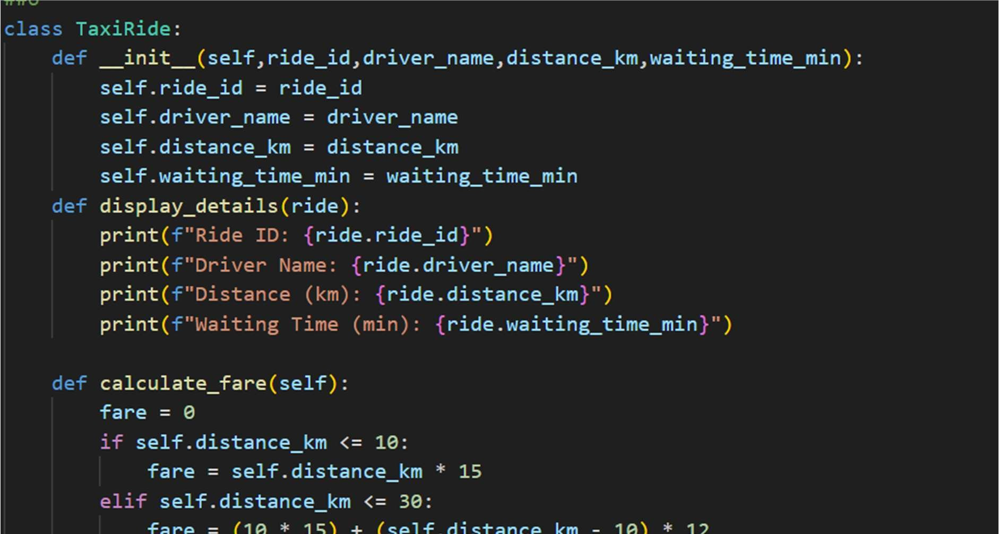 class TaxiRide:
    def __init__(self,ride_id,driver_name,distance_km,waiting_time_min):
        self.ride_id = ride_id
        self.driver_name = driver_name
        self.distance_km = distance_km
        self.waiting_time_min = waiting_time_min
    def display_details(ride):
        print(f"Ride ID: {ride.ride_id}")
        print(f"Driver Name: {ride.driver_name}")
        print(f"Distance (km): {ride.distance_km}")
        print(f"Waiting Time (min): {ride.waiting_time_min}")

    def calculate_fare(self):
        fare = 0
        if self.distance_km <= 10:
            fare = self.distance_km * 15
        elif self.distance_km <= 30:
            fare = (10 * 15) + (self.distance_km - 10) * 12